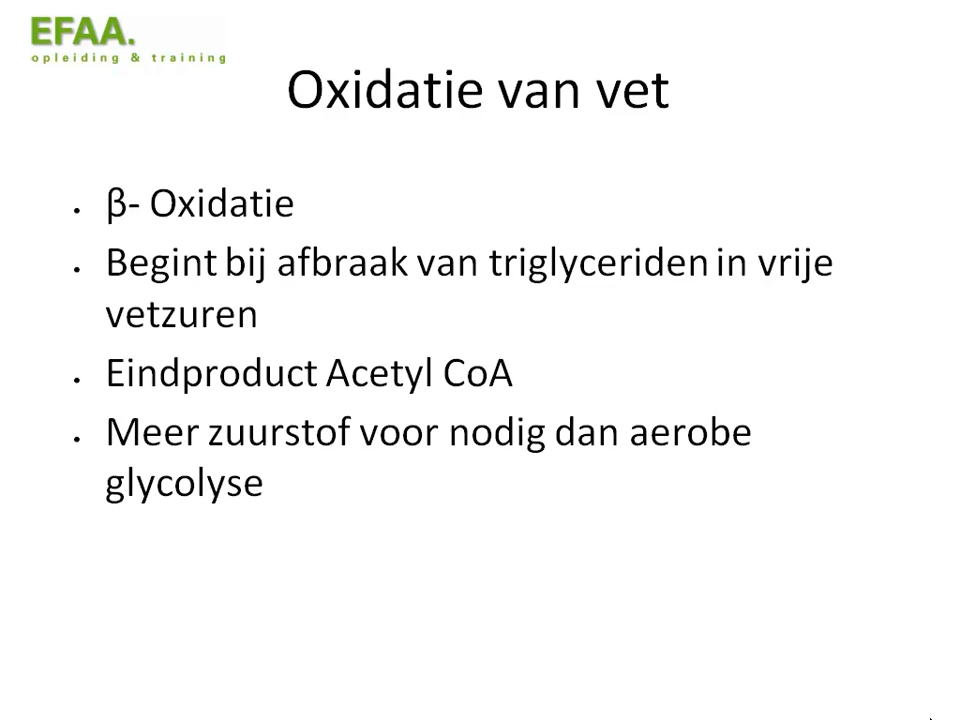 EFAA.
opleiding & training
Oxidatie van vet
• β- Oxidatie
• Begint bij afbraak van triglyceriden in vrije
vetzuren
• Eindproduct Acetyl CoA
• Meer zuurstof voor nodig dan aerobe
glycolyse